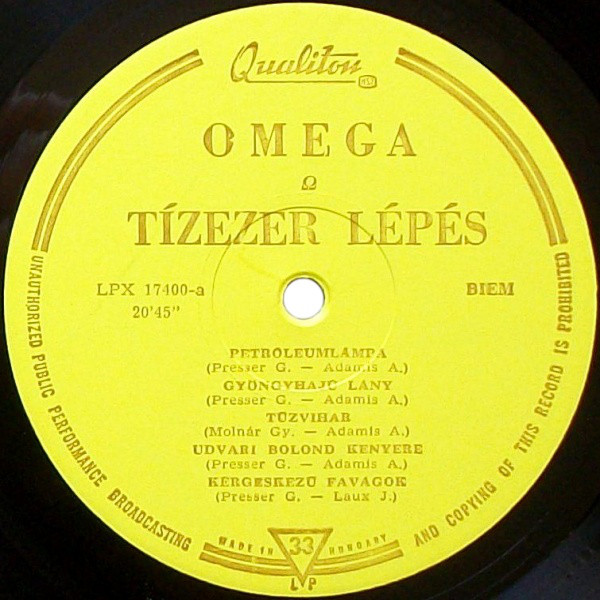 Qualiton
OMEGA
Ω
TÍZEZER LÉPÉS
LPX 17400-a
20'45"
BIEM
PETRÓLEUMLÁMPA
(Presser G. — Adamis A.)
GYÖNGYHAJÚ LÁNY
(Presser G. — Adamis A.)
TŰZVIHAR
(Molnár Gy. — Adamis A.)
UDVARI BOLOND KENYERE
(Presser G. — Adamis A.)
KÉRGESKEZŰ FAVÁGÓK
(Presser G. — Laux J.)
UNAUTHORIZED PUBLIC PERFORMANCE BROADCASTING
AND COPYING OF THIS RECORD IS PROHIBITED
MADE IN HUNGARY
33
LP